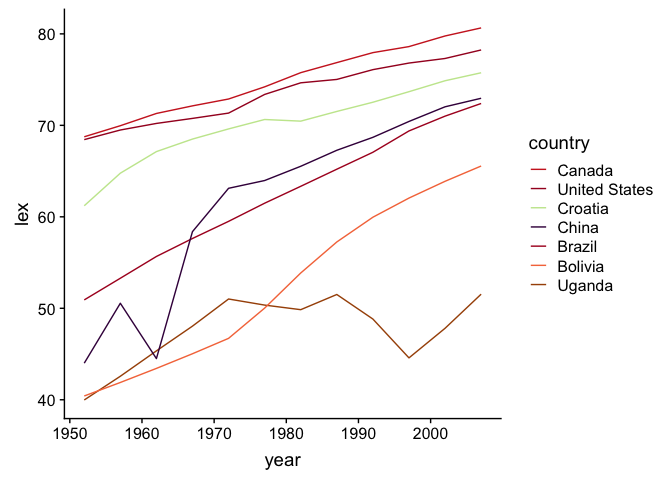 80
70
60
50
40
lex
1950 1960 1970 1980 1990 2000
year
country
Canada
United States
Croatia
China
Brazil
Bolivia
Uganda